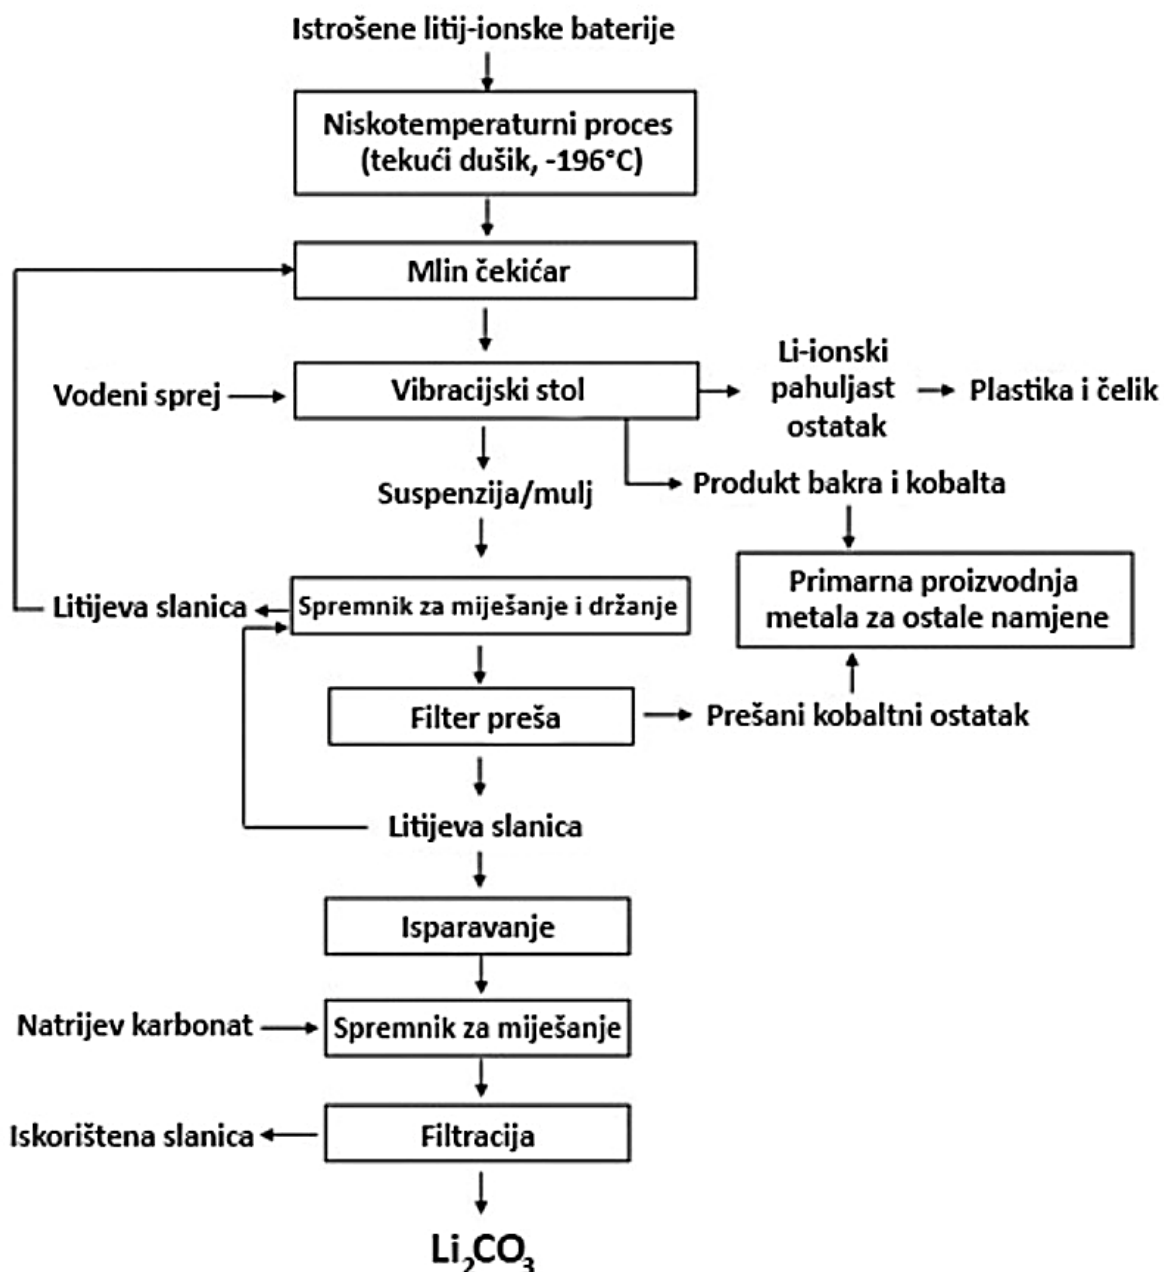 Istrošene litij-ionske baterije
Niskotemperaturni proces
(tekući dušik, -196°C)
Mlin čekićar
Vodeni sprej
Vibracijski stol
Li-ionski
pahuljast
ostatak
Plastika i čelik
Suspenzija/mulj
Produkt bakra i kobalta
Litijeva slanica
Spremnik za miješanje i držanje
Primarna proizvodnja
metala za ostale namjene
Filter preša
Prešani kobaltni ostatak
Litijeva slanica
Isparavanje
Natrijev karbonat
Spremnik za miješanje
Iskorištena slanica
Filtracija
Li₂CO₃